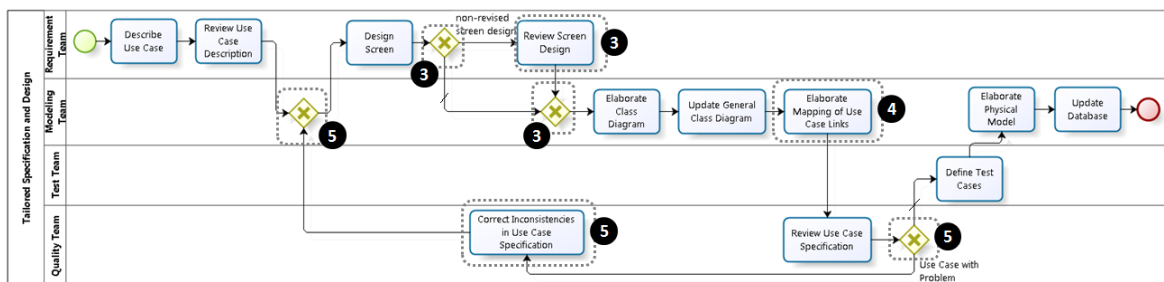 Tailored Specification and Design
Requirement
Team
Modeling
Team
Test Team
Quality Team
Describe
Use Case
Review Use
Case
Description
Design
Screen
3
non-revised
screen design
Review Screen
Design
3
5
3
Elaborate
Class
Diagram
Update General
Class Diagram
Elaborate
Mapping of Use
Case Links
4
Elaborate
Physical
Model
Update
Database
Define Test
Cases
Correct Inconsistencies
in Use Case
Specification
5
Review Use Case
Specification
5
Use Case with
Problem